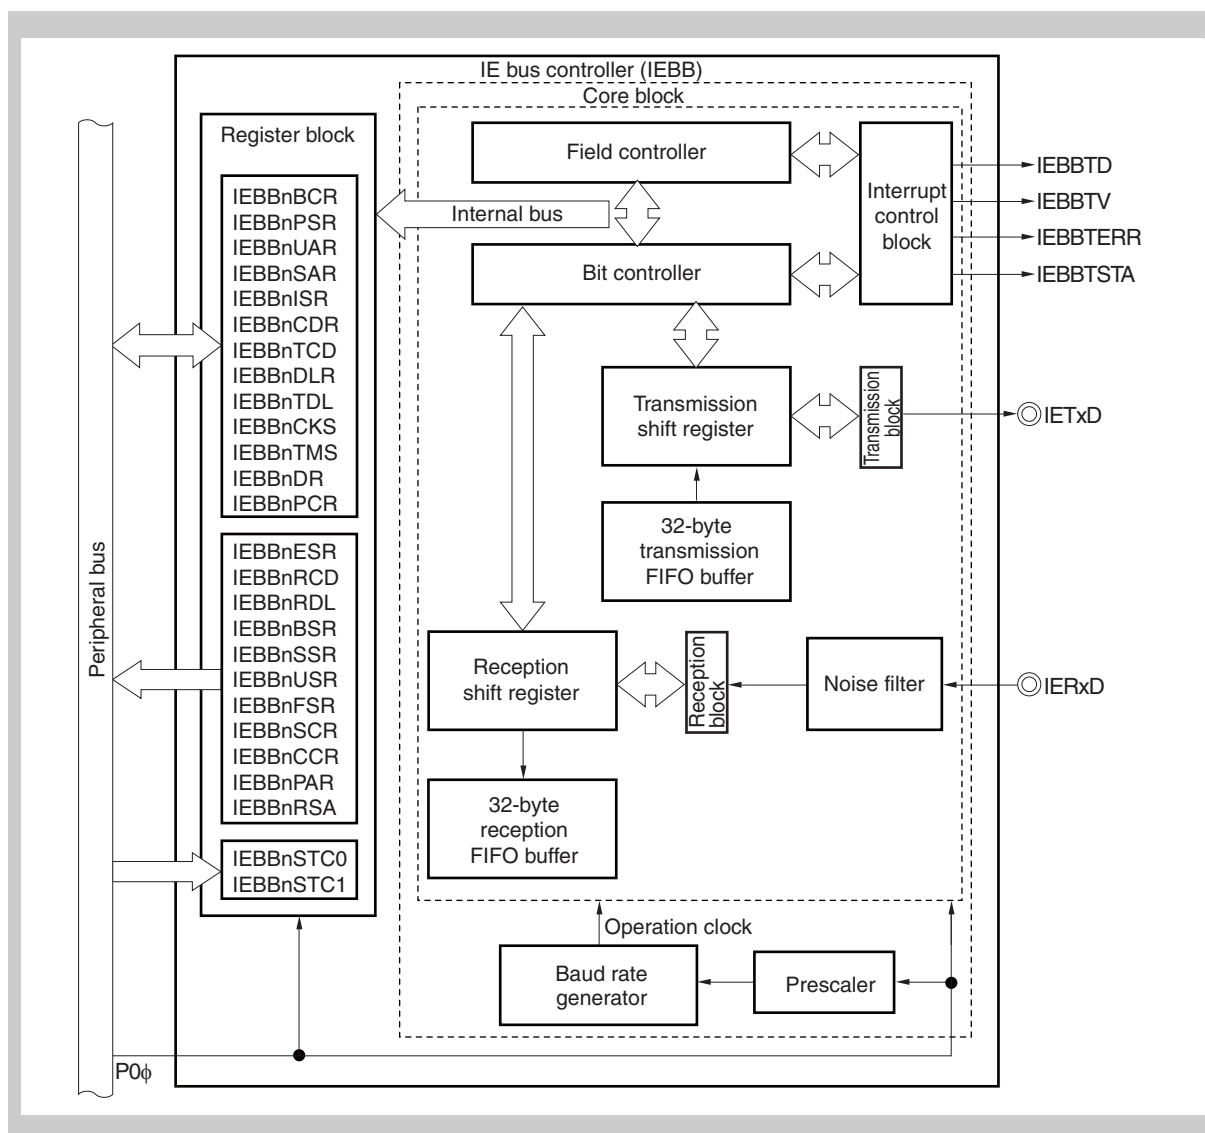 IE bus controller (IEBB)
Core block
Register block
Field controller
Interrupt
control
block
IEBBTD
IEBBTV
IEBBTERR
IEBBTSTA
Internal bus
Bit controller
IEBBnBCR
IEBBnPSR
IEBBnUAR
IEBBnSAR
IEBBnISR
IEBBnCDR
IEBBnTCD
IEBBnDLR
IEBBnTDL
IEBBnCKS
IEBBnTMS
IEBBnDR
IEBBnPCR
Transmission
shift register
Transmission
block
IETxD
32-byte
transmission
FIFO buffer
Peripheral bus
IEBBnESR
IEBBnRCD
IEBBnRDL
IEBBnBSR
IEBBnSSR
IEBBnUSR
IEBBnFSR
IEBBnSCR
IEBBnCCR
IEBBnPAR
IEBBnRSA
Reception
shift register
Reception
block
Noise filter
IERxD
32-byte
reception
FIFO buffer
IEBBnSTC0
IEBBnSTC1
Operation clock
Baud rate
generator
Prescaler
P0ϕ